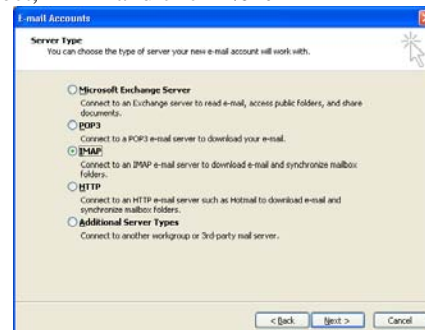 E-mail Accounts
Server Type
You can choose the type of server your new e-mail account will work with.
Microsoft Exchange Server
Connect to an Exchange server to read e-mail, access public folders, and share
documents.
POP3
Connect to a POP3 e-mail server to download your e-mail.
IMAP
Connect to an IMAP e-mail server to download e-mail and synchronize mailbox
folders.
HTTP
Connect to an HTTP e-mail server such as Hotmail to download e-mail and
synchronize mailbox folders.
Additional Server Types
Connect to another workgroup or 3rd-party mail server.
< Back Next > Cancel